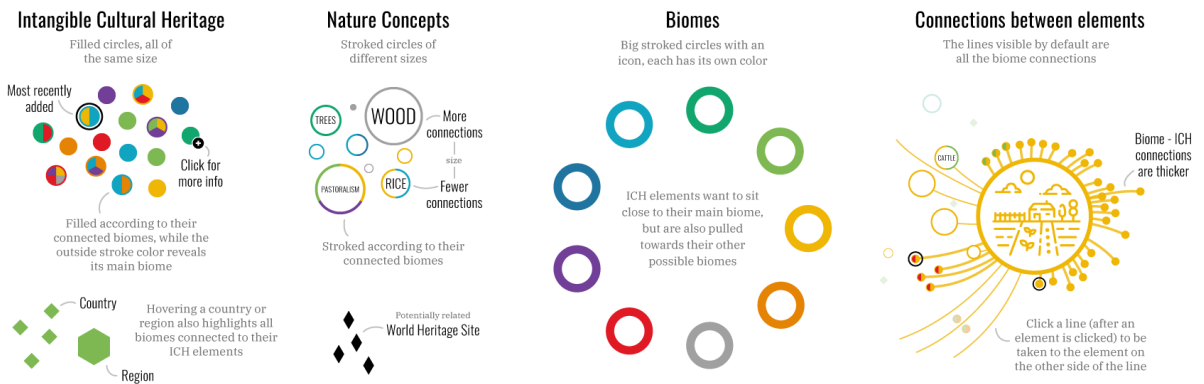 Intangible Cultural Heritage
Filled circles, all of
the same size
Most recently
added
Click for
more info
Filled according to their
connected biomes, while the
outside stroke color reveals
its main biome
Country
Hovering a country or
region also highlights all
biomes connected to their
ICH elements
Region
Nature Concepts
Stroked circles of
different sizes
TREES
WOOD
More
connections
size
PASTORALISM
RICE
Fewer
connections
Stroked according to their
connected biomes
Potentially related
World Heritage Site
Biomes
Big stroked circles with an
icon, each has its own color
ICH elements want to sit
close to their main biome,
but are also pulled
towards their other
possible biomes
Connections between elements
The lines visible by default are
all the biome connections
CATTLE
Biome - ICH
connections
are thicker
Click a line (after an
element is clicked) to be
taken to the element on
the other side of the line